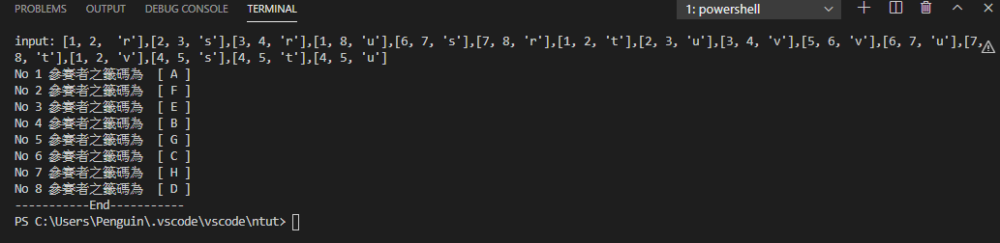 PROBLEMS OUTPUT DEBUG CONSOLE TERMINAL 1: powershell
input: [1, 2,  'r'],[2, 3, 's'],[3, 4, 'r'],[1, 8, 'u'],[6, 7, 's'],[7, 8, 'r'],[1, 2, 't'],[2, 3, 'u'],[3, 4, 'v'],[5, 6, 'v'],[6, 7, 'u'],[7,
8, 't'],[1, 2, 'v'],[4, 5, 's'],[4, 5, 't'],[4, 5, 'u']
No 1 參賽者之籤碼為  [ A ]
No 2 參賽者之籤碼為  [ F ]
No 3 參賽者之籤碼為  [ E ]
No 4 參賽者之籤碼為  [ B ]
No 5 參賽者之籤碼為  [ G ]
No 6 參賽者之籤碼為  [ C ]
No 7 參賽者之籤碼為  [ H ]
No 8 參賽者之籤碼為  [ D ]
-----------End-----------
PS C:\Users\Penguin\.vscode\vscode\ntut>